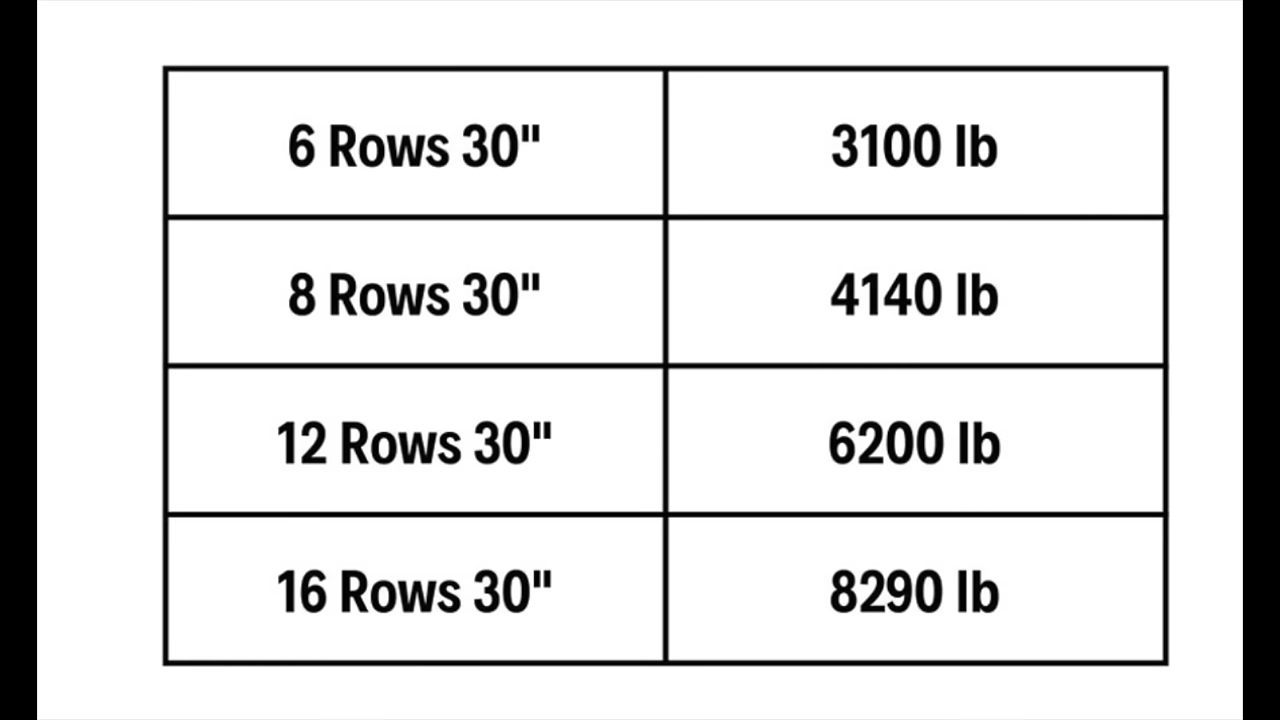 6 Rows 30" 3100 lb
8 Rows 30" 4140 lb
12 Rows 30" 6200 lb
16 Rows 30" 8290 lb